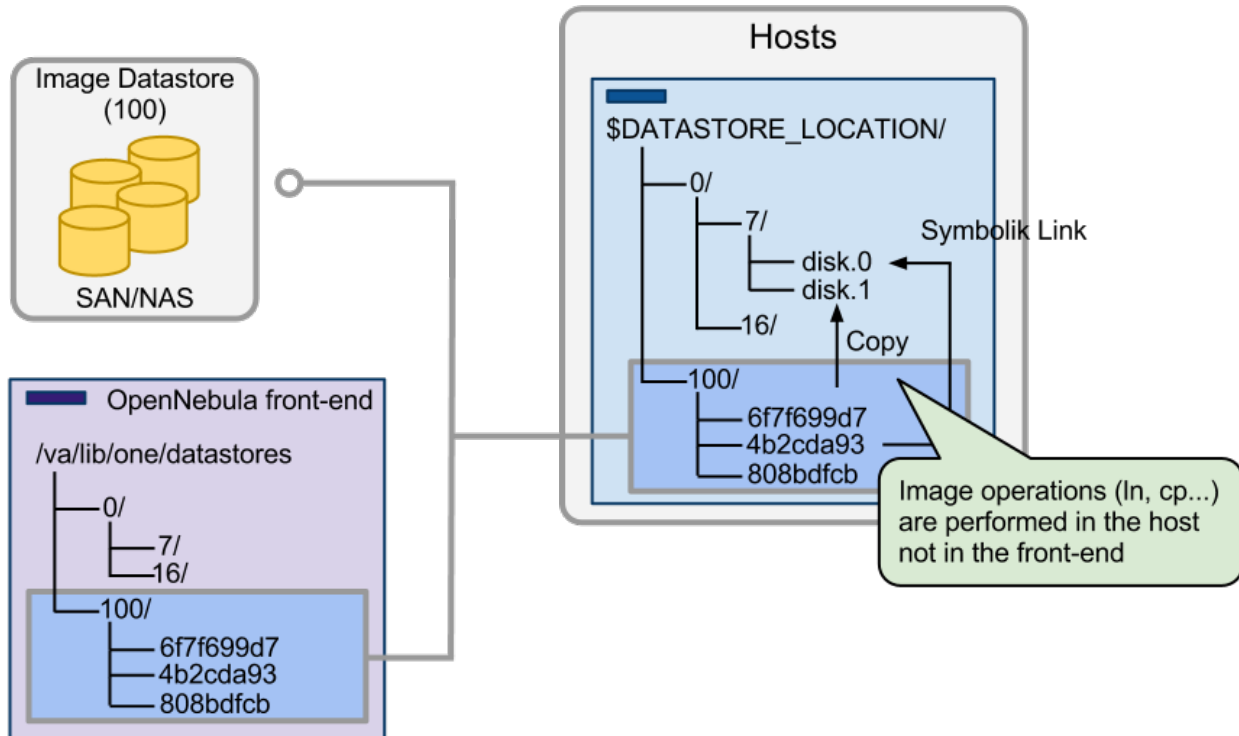 Image Datastore
(100)
SAN/NAS
OpenNebula front-end
/va/lib/one/datastores
0/
7/
16/
100/
6f7f699d7
4b2cda93
808bdfcb
Hosts
$DATASTORE_LOCATION/
0/
7/
Symbolik Link
disk.0
disk.1
16/
Copy
100/
6f7f699d7
4b2cda93
808bdfcb
Image operations (ln, cp...)
are performed in the host
not in the front-end